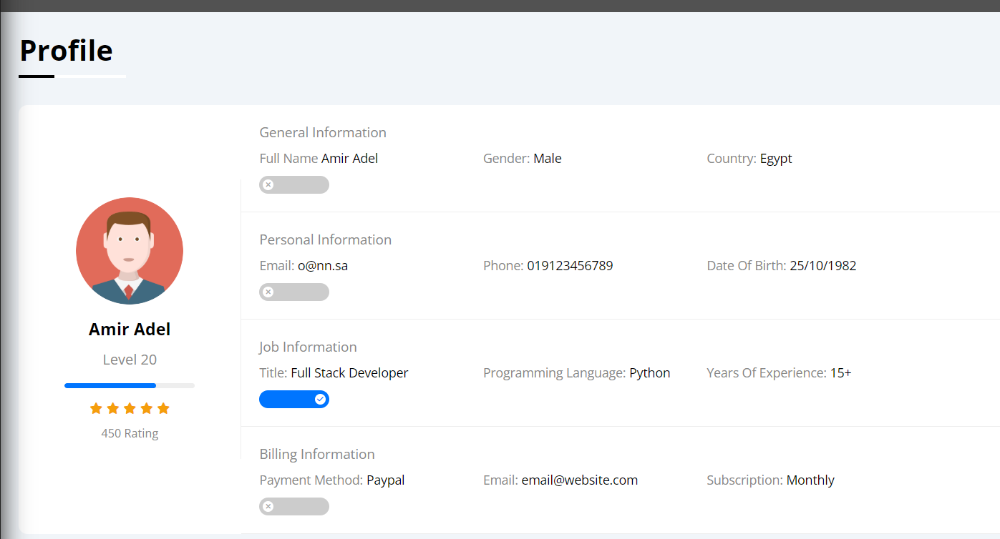 Profile
Amir Adel
Level 20
450 Rating
General Information
Full Name Amir Adel
Gender: Male
Country: Egypt
Personal Information
Email: o@nn.sa
Phone: 019123456789
Date Of Birth: 25/10/1982
Job Information
Title: Full Stack Developer
Programming Language: Python
Years Of Experience: 15+
Billing Information
Payment Method: Paypal
Email: email@website.com
Subscription: Monthly